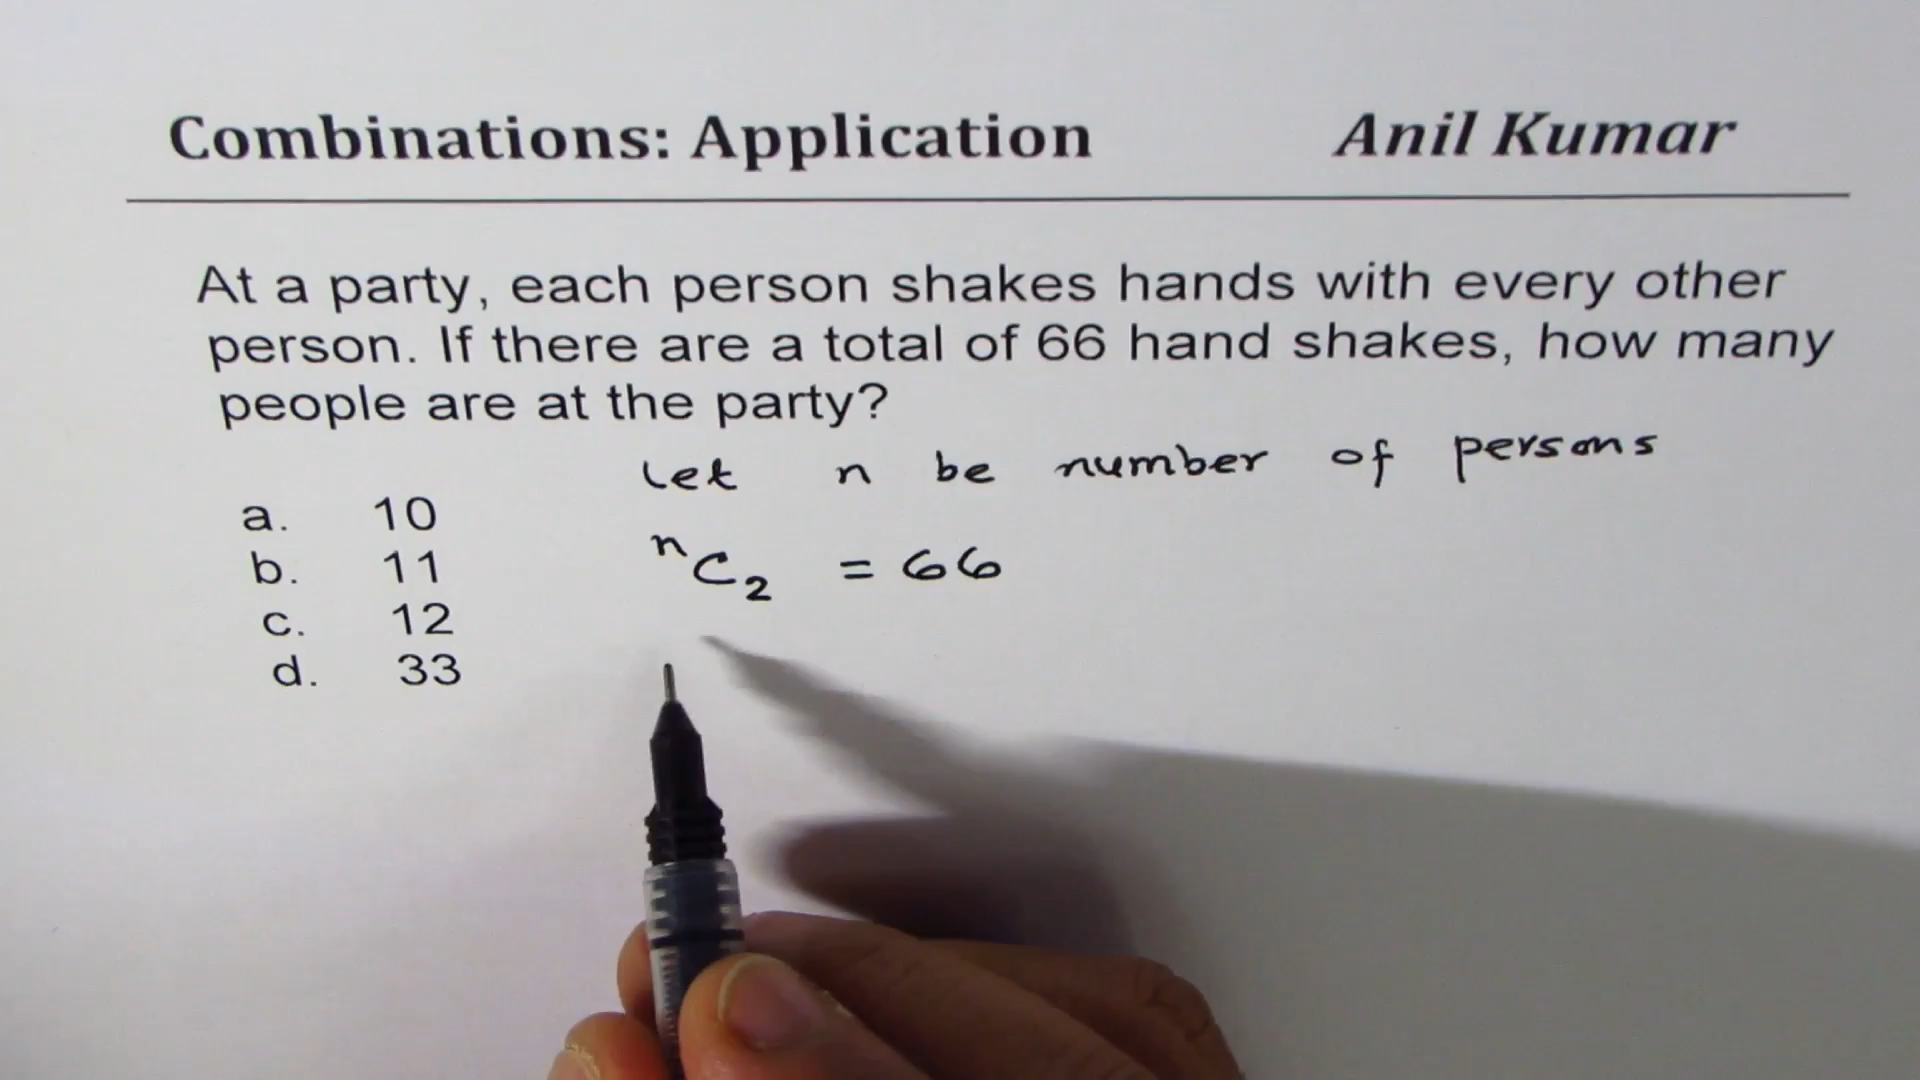 Combinations: Application Anil Kumar
At a party, each person shakes hands with every other
person. If there are a total of 66 hand shakes, how many
people are at the party?
Let n be number of persons
a. 10
ⁿC₂ = 66
b. 11
c. 12
d. 33